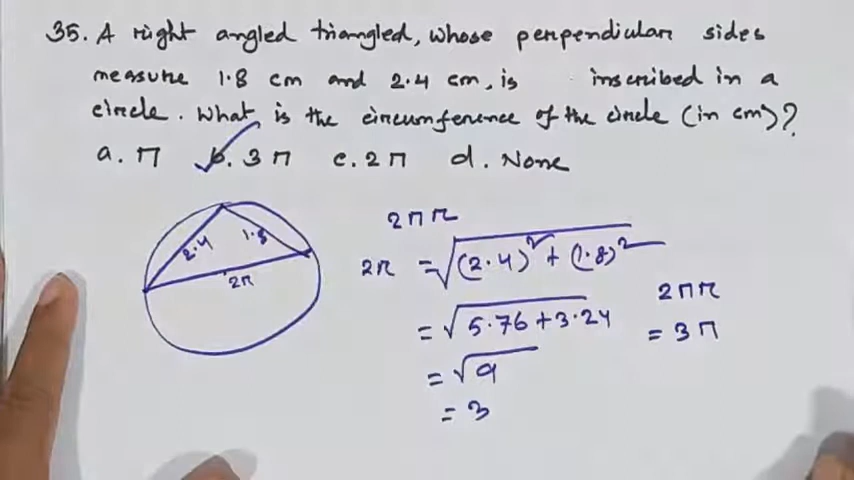 35. A right angled triangled, whose perpendicular sides
measure 1.8 cm and 2.4 cm, is inscribed in a
circle. What is the circumference of the circle (in cm)?
a. π b. 3π c. 2π d. None
2.4 1.8
2r
2πr
2r = √(2.4)² + (1.8)²
= √5.76 + 3.24
= √9
= 3
2πr
= 3π